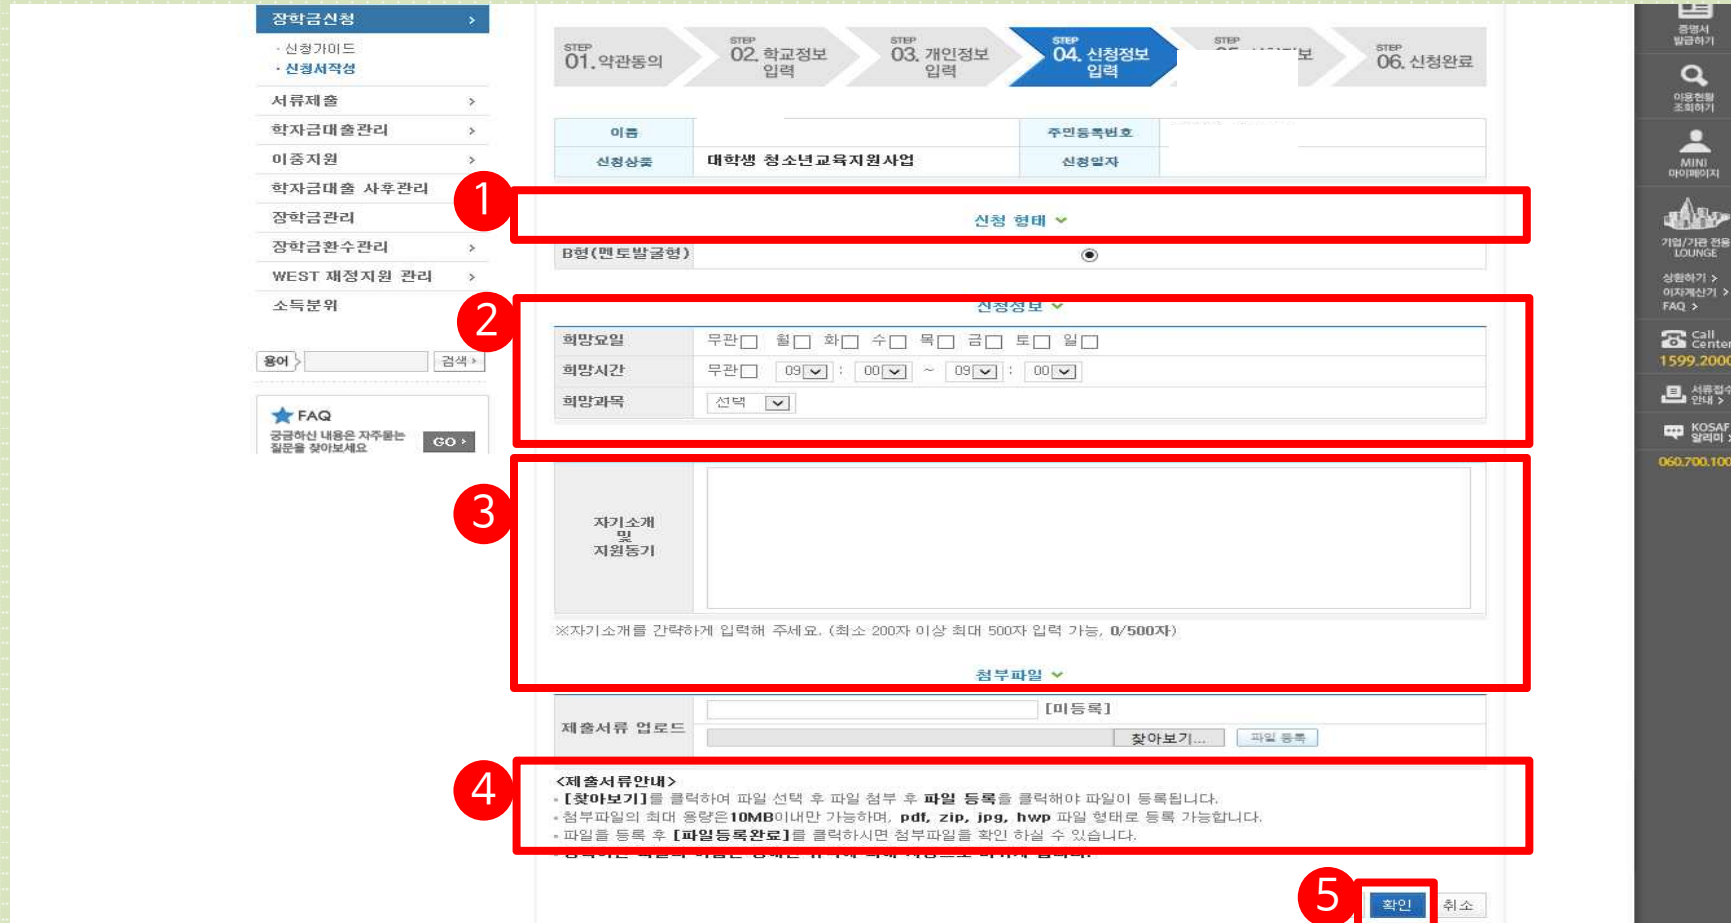 장학금신청
· 신청가이드
· 신청서작성
서류제출
학자금대출관리
이중지원
학자금대출 사후관리
장학금관리
장학금환수관리
WEST 재정지원 관리
소득분위
용어
검색
FAQ
궁금하신 내용은 자주묻는
질문을 찾아보세요
GO
STEP
01. 약관동의
STEP
02. 학교정보
입력
STEP
03. 개인정보
입력
STEP
04. 신청정보
입력
STEP
STEP
06. 신청완료
이름
주민등록번호
신청상품
대학생 청소년교육지원사업
신청일자
1
신청 형태
B형(멘토발굴형)
2
신청정보
희망요일
무관 월 화 수 목 금 토 일
희망시간
무관 09 : 00 ~ 09 : 00
희망과목
선택
3
자기소개
및
지원동기
※자기소개를 간략하게 입력해 주세요. (최소 200자 이상 최대 500자 입력 가능, 0/500자)
첨부파일
제출서류 업로드
[미등록]
찾아보기...
파일 등록
4
<제출서류안내>
- [찾아보기]를 클릭하여 파일 선택 후 파일 첨부 후 파일 등록을 클릭해야 파일이 등록됩니다.
- 첨부파일의 최대 용량은10MB이내만 가능하며, pdf, zip, jpg, hwp 파일 형태로 등록 가능합니다.
- 파일을 등록 후 [파일등록완료]를 클릭하시면 첨부파일을 확인 하실 수 있습니다.
5
확인
취소
증명서
발급하기
이용현황
조회하기
MINI
마이페이지
기업/기관 전용
LOUNGE
상환하기 >
이자계산기 >
FAQ >
Call
Center
1599.2000
서류접수
안내 >
KOSAF
알리미 >
060.700.100